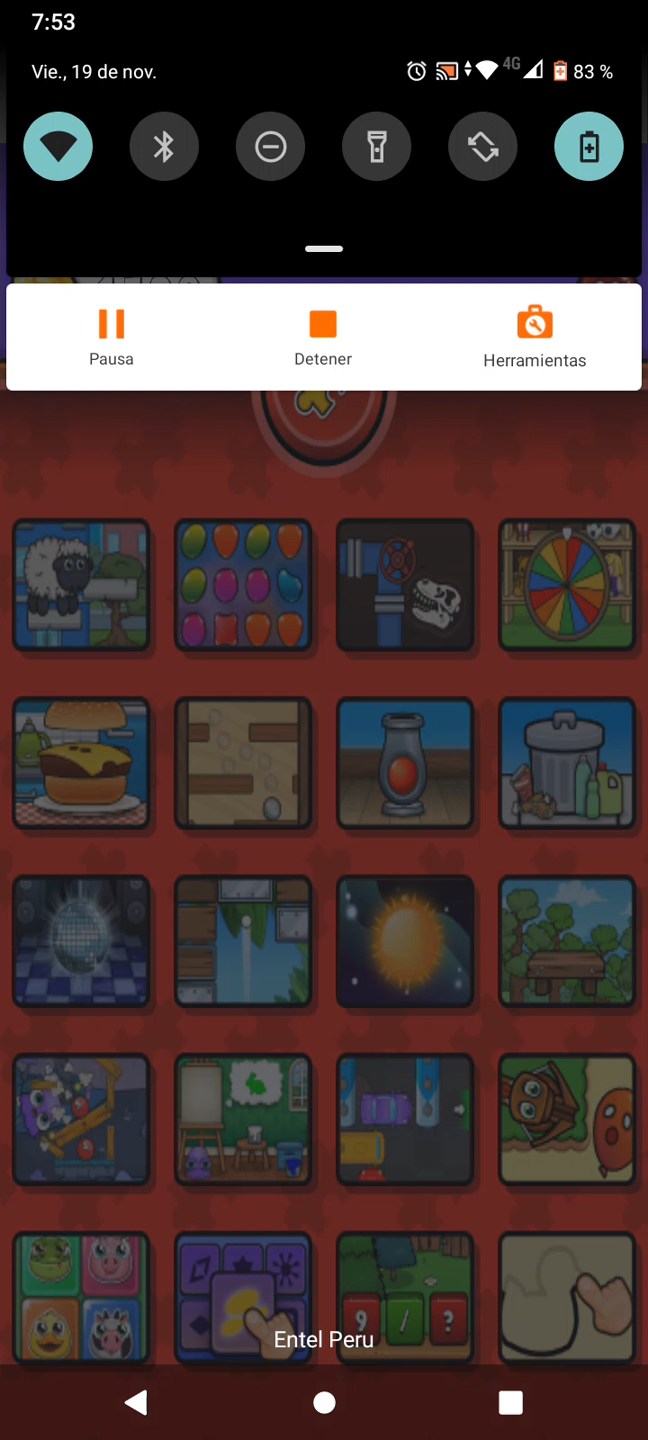 7:53
Vie., 19 de nov.
4G
83 %
Pausa
Detener
Herramientas
9 / ?
Entel Peru